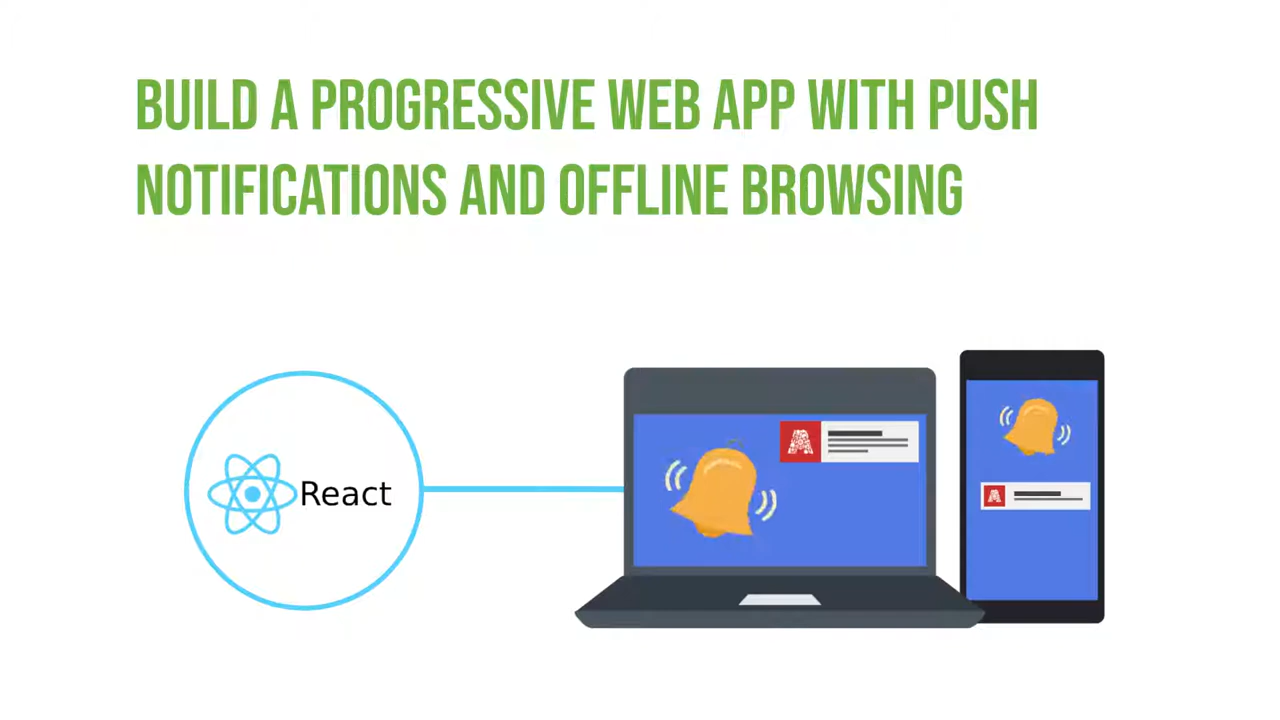 BUILD A PROGRESSIVE WEB APP WITH PUSH
NOTIFICATIONS AND OFFLINE BROWSING
React
A
A